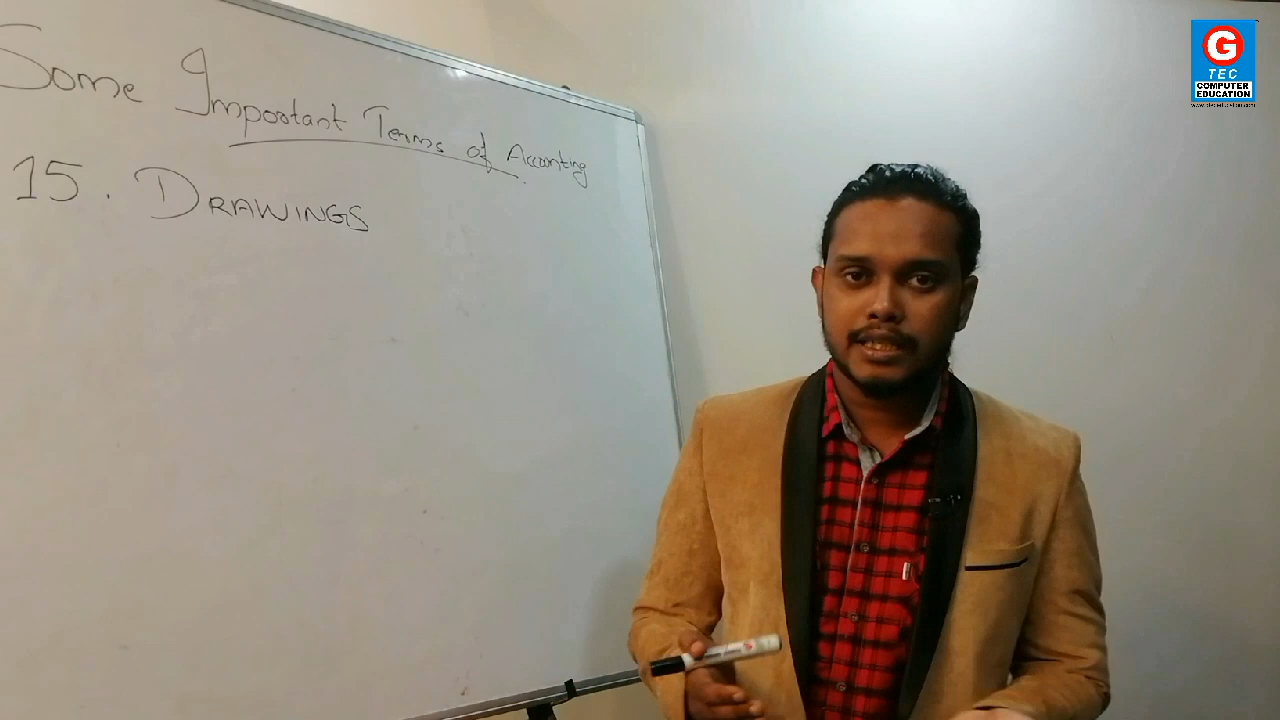 Some Important Terms of Accounting
15. DRAWINGS
G
TEC
COMPUTER
EDUCATION